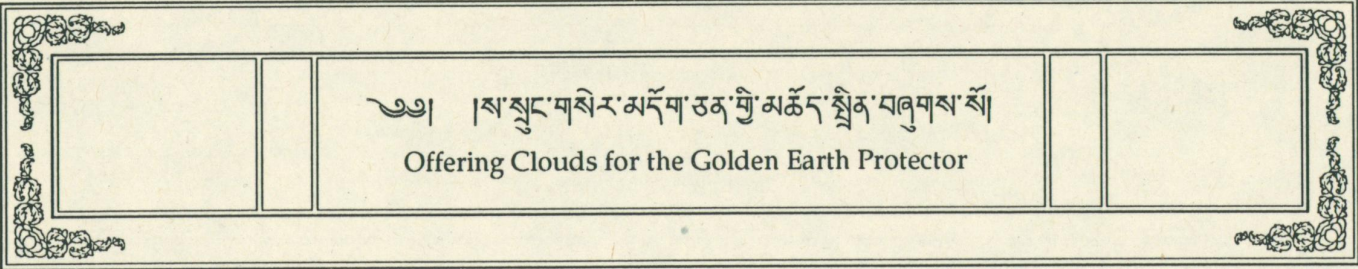 ༄༅། །ས་སྲུང་གསེར་མདོག་ཅན་གྱི་མཆོད་སྤྲིན་བཞུགས་སོ།
Offering Clouds for the Golden Earth Protector